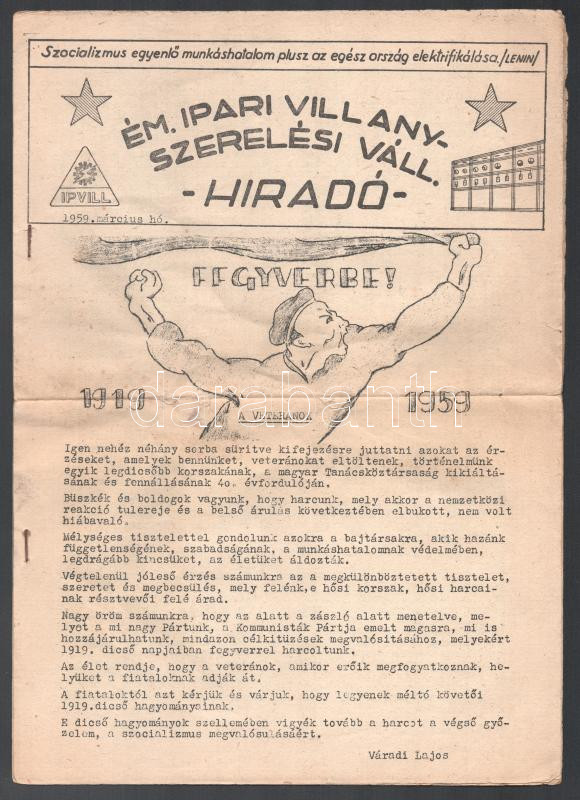 Szocializmus egyenlő munkáshatalom plusz az egész ország elektrifikálása./LENIN/
ÉM. IPARI VILLANY-
SZERELÉSI VÁLL.
-HIRADÓ-
IPVILL
1959.március hó.
FEGYVERBE!
1919
1959
darabanth
A VETERÁNOK
Igen nehéz néhány sorba sűritve kifejezésre juttatni azokat az ér-
zéseket, amelyek bennünket, veteránokat eltöltenek, történelmünk
egyik legdicsőbb korszakának, a magyar Tanácsköztársaság kikiáltá-
sának és fennállásának 40. évfordulóján.
Büszkék és boldogok vagyunk, hogy harcunk, mely akkor a nemzetközi
reakció tulereje és a belső árulás következtében elbukott, nem volt
hiábavaló.
Mélységes tisztelettel gondolunk azokra a bajtársakra, akik hazánk
függetlenségének, szabadságának, a munkáshatalomnak védelmében,
legdrágább kincsüket, az életüket áldozták.
Végtelenül jóleső érzés számunkra az a megkülönböztetett tisztelet,
szeretet és megbecsülés, mely felénk,e hősi korszak, hősi harcai-
nak résztvevői felé árad.
Nagy öröm számunkra, hogy az alatt a zászló alatt menetelve, me-
lyet a mi nagy Pártunk, a Kommunisták Pártja emelt magasra, mi is
hozzájárulhatunk, mindazon célkitüzések megvalósitásához, melyekért
1919. dicső napjaiban fegyverrel harcoltunk.
Az élet rendje, hogy a veteránok, amikor erőik megfogyatkoznak, he-
lyüket a fiataloknak adják át.
A fiataloktól azt kérjük és várjuk, hogy legyenek méltó követői
1919.dicső hagyományainak.
E dicső hagyományok szellemében vigyék tovább a harcot a végső győ-
zelem, a szocializmus megvalósulásáért.
Váradi Lajos